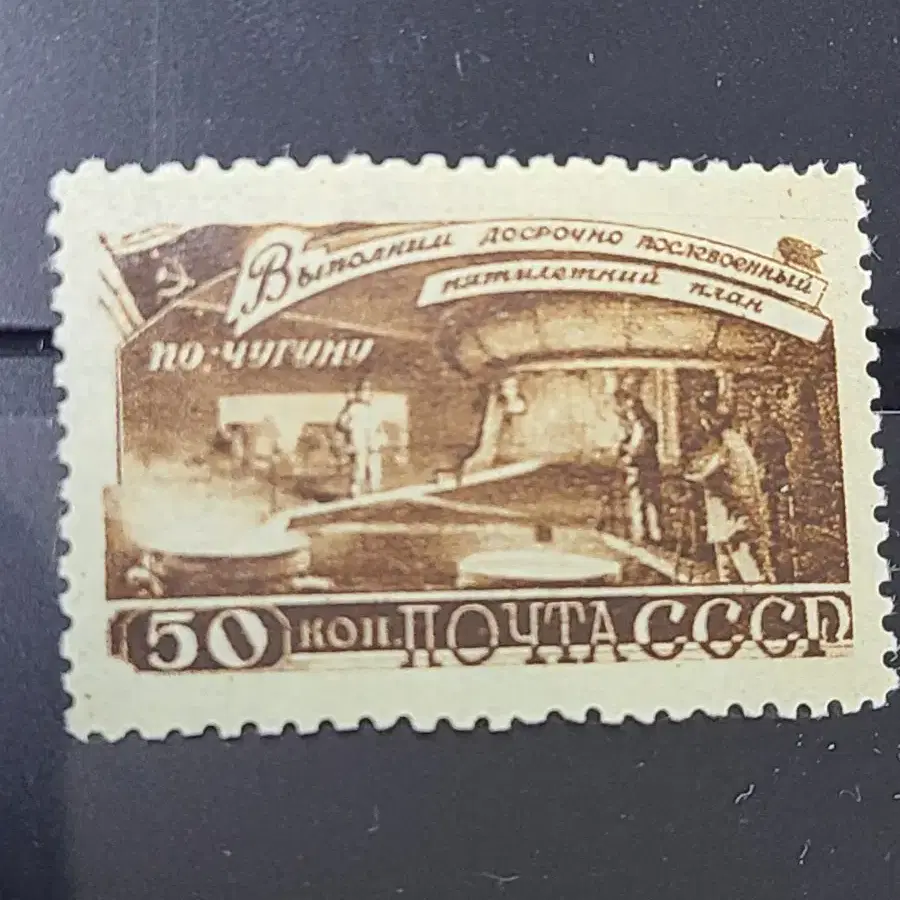 Выполним досрочно послевоенный
пятилетний план
по чугуну
50 коп. ПОЧТА СССР